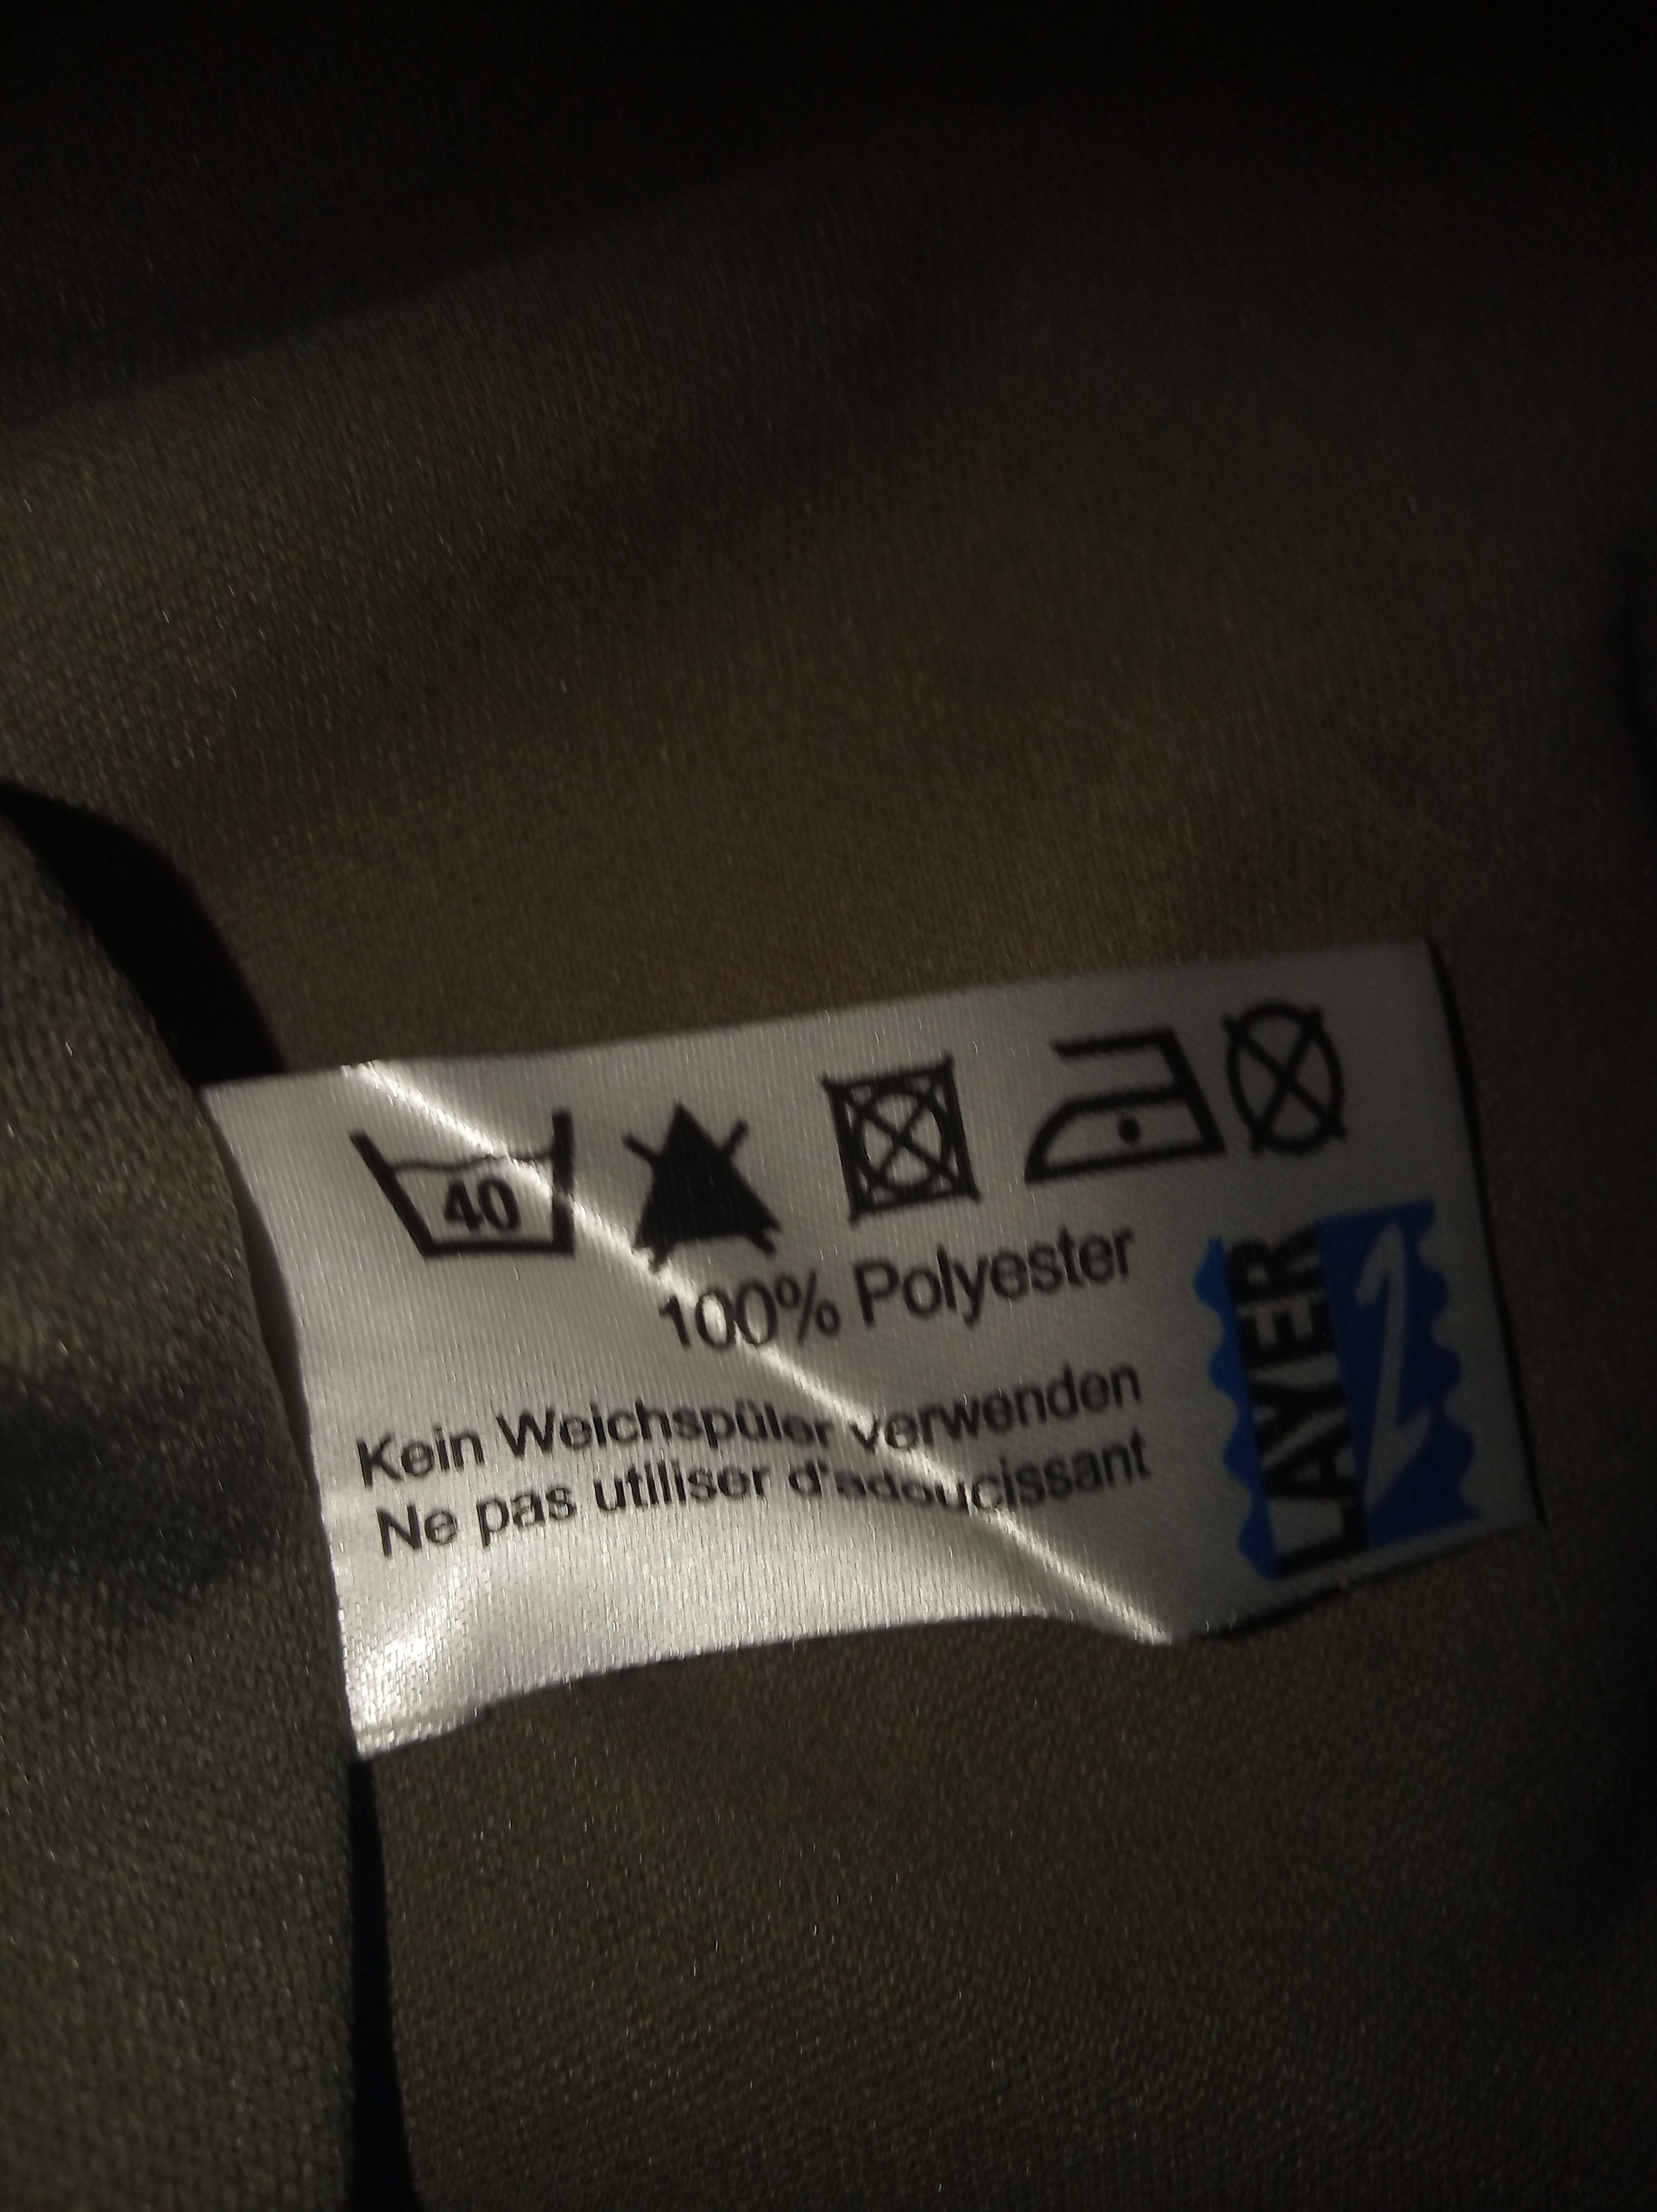 40
100% Polyester
Kein Weichspüler verwenden
Ne pas utiliser d'adoucissant
LAYER 2